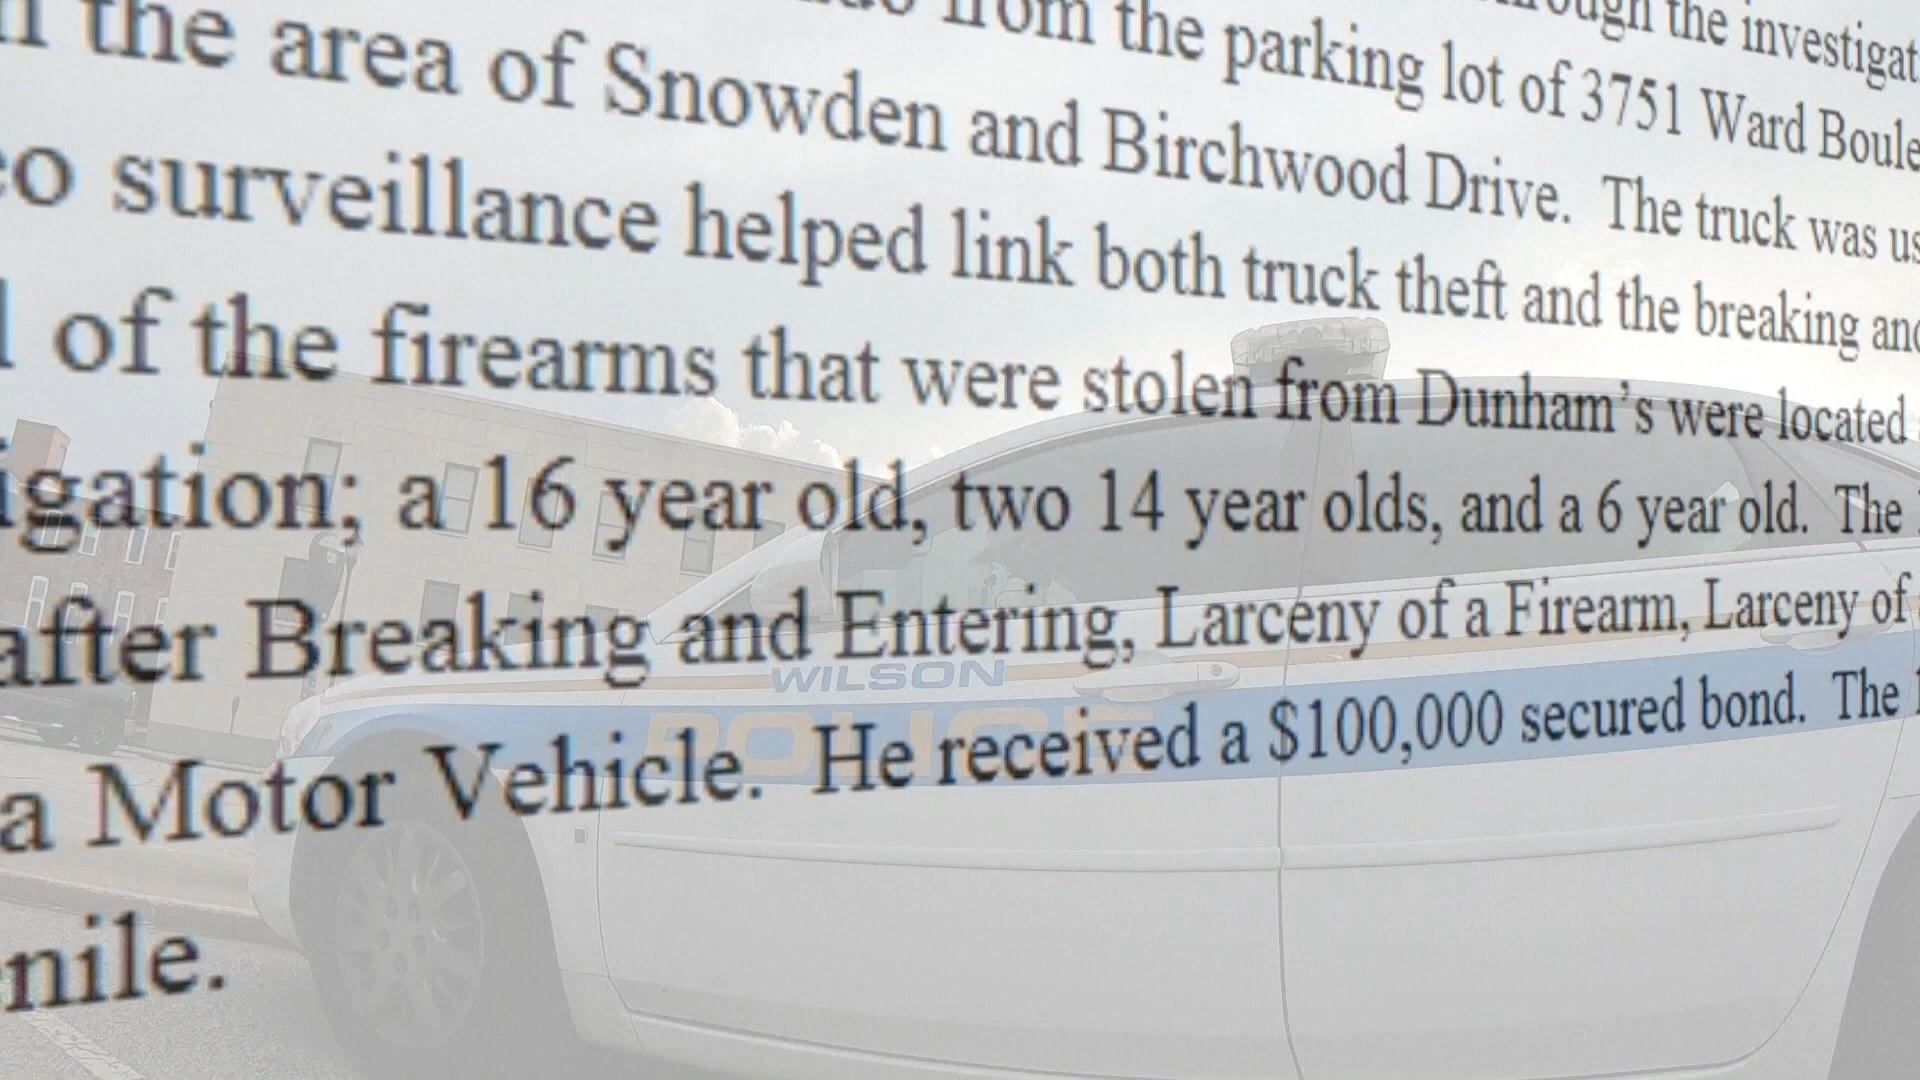 from the parking lot of 3751 Ward
the investigat
the area of Snowden and Birchwood Drive. The truck was us
surveillance helped link both truck theft and the breaking and
of the firearms that were stolen from Dunham's were located
igation; a 16 year old, two 14 year olds, and a 6 year old. The
after Breaking and Entering, Larceny of a Firearm, Larceny of
a Motor Vehicle. He received a $100,000 secured bond. The
nile.
WILSON
POLICE